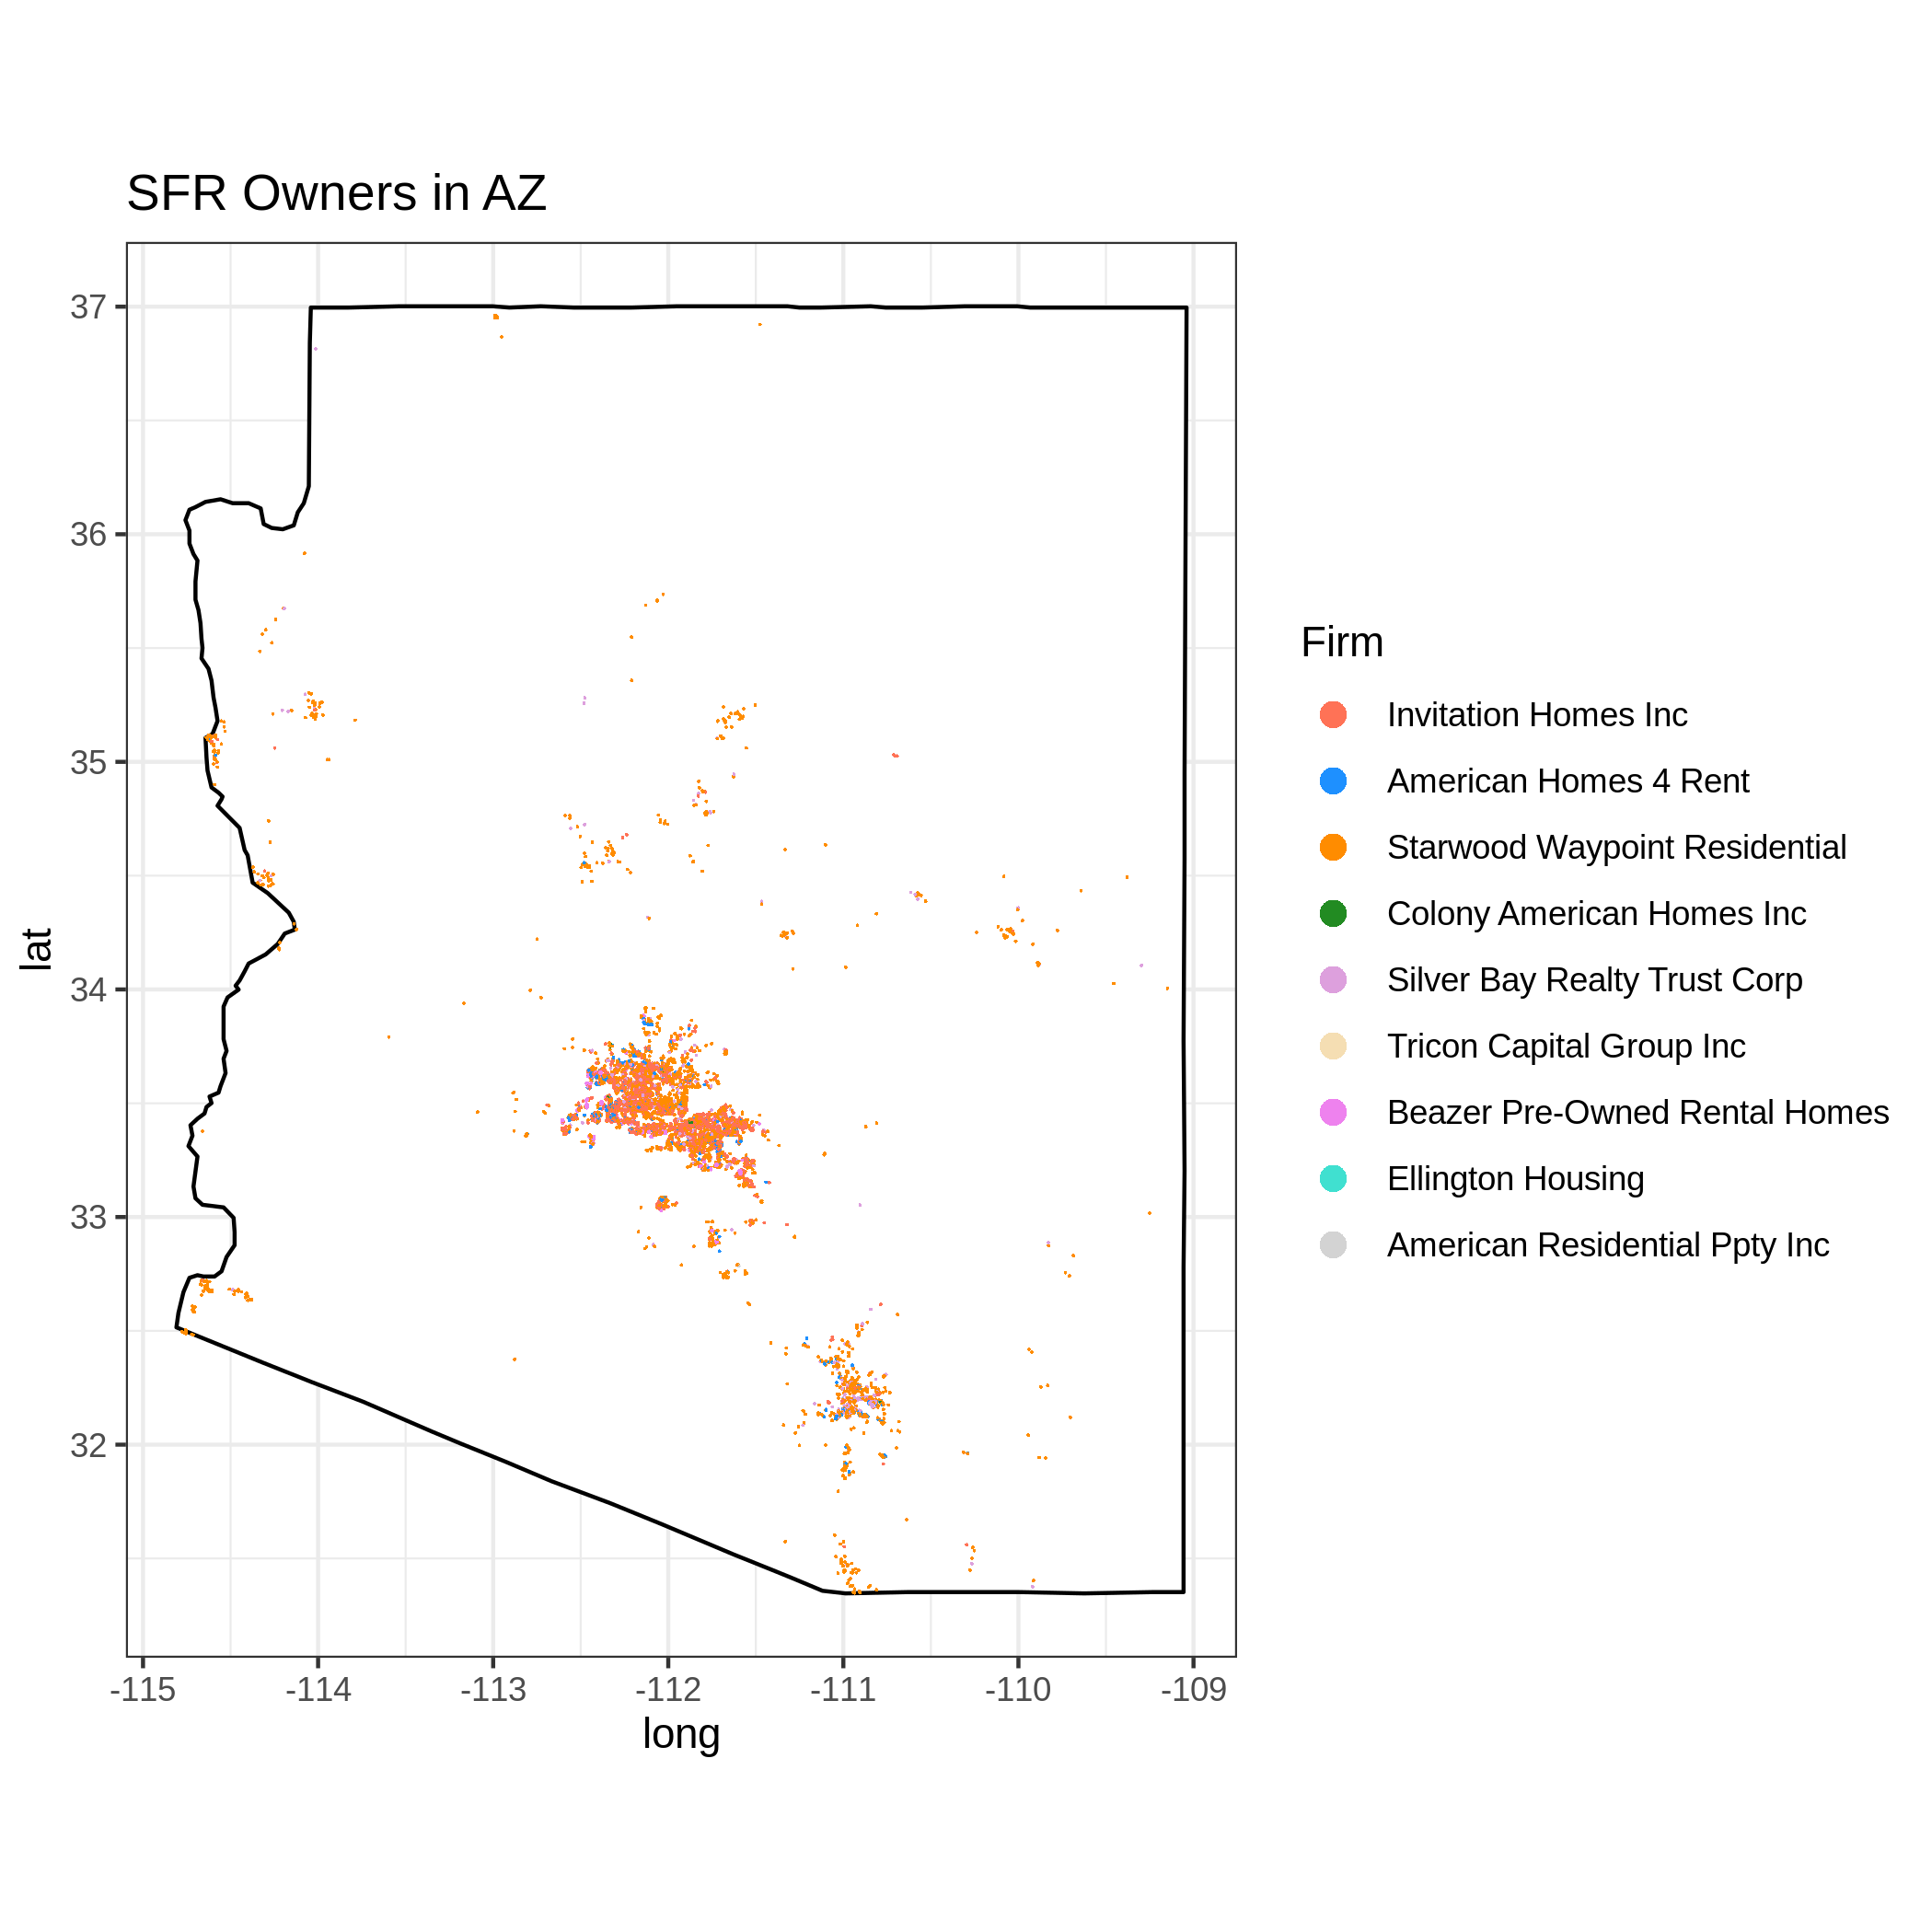 SFR Owners in AZ
37
36
35
34
33
32
lat
-115 -114 -113 -112 -111 -110 -109
long
Firm
Invitation Homes Inc
American Homes 4 Rent
Starwood Waypoint Residential
Colony American Homes Inc
Silver Bay Realty Trust Corp
Tricon Capital Group Inc
Beazer Pre-Owned Rental Homes
Ellington Housing
American Residential Ppty Inc